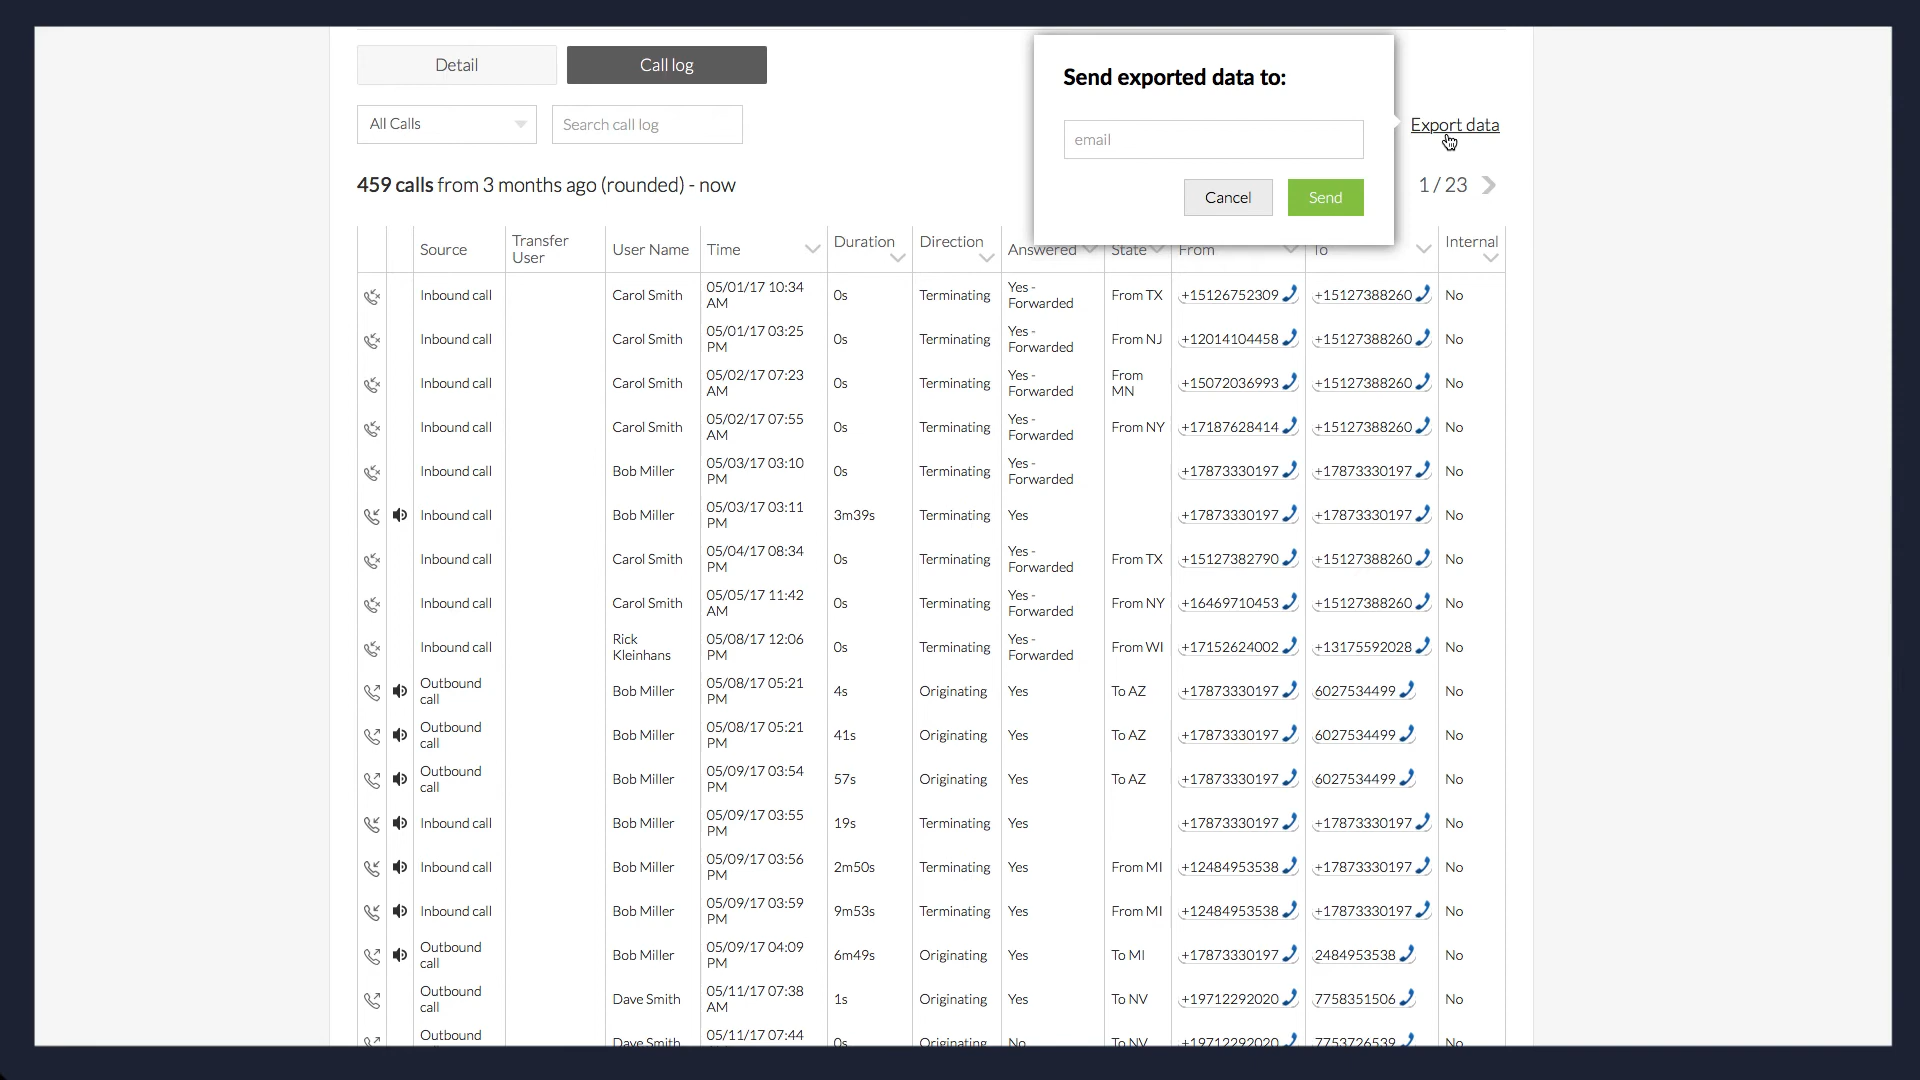 Detail
Call log
Send exported data to:
All Calls
Search call log
email
Export data
459 calls from 3 months ago (rounded) - now
Cancel
Send
1 / 23
Source
Transfer
User
User Name
Time
Duration
Direction
Answered
State
From
To
Internal
Inbound call Carol Smith 05/01/17 10:34 AM 0s Terminating Yes - Forwarded From TX +15126752309 +15127388260 No
Inbound call Carol Smith 05/01/17 03:25 PM 0s Terminating Yes - Forwarded From NJ +12014104458 +15127388260 No
Inbound call Carol Smith 05/02/17 07:23 AM 0s Terminating Yes - Forwarded From MN +15072036993 +15127388260 No
Inbound call Carol Smith 05/02/17 07:55 AM 0s Terminating Yes - Forwarded From NY +17187628414 +15127388260 No
Inbound call Bob Miller 05/03/17 03:10 PM 0s Terminating Yes - Forwarded +17873330197 +17873330197 No
Inbound call Bob Miller 05/03/17 03:11 PM 3m39s Terminating Yes +17873330197 +17873330197 No
Inbound call Carol Smith 05/04/17 08:34 PM 0s Terminating Yes - Forwarded From TX +15127382790 +15127388260 No
Inbound call Carol Smith 05/05/17 11:42 AM 0s Terminating Yes - Forwarded From NY +16469710453 +15127388260 No
Inbound call Rick Kleinhans 05/08/17 12:06 PM 0s Terminating Yes - Forwarded From WI +17152624002 +13175592028 No
Outbound call Bob Miller 05/08/17 05:21 PM 4s Originating Yes To AZ +17873330197 6027534499 No
Outbound call Bob Miller 05/08/17 05:21 PM 41s Originating Yes To AZ +17873330197 6027534499 No
Outbound call Bob Miller 05/09/17 03:54 PM 57s Originating Yes To AZ +17873330197 6027534499 No
Inbound call Bob Miller 05/09/17 03:55 PM 19s Terminating Yes +17873330197 +17873330197 No
Inbound call Bob Miller 05/09/17 03:56 PM 2m50s Terminating Yes From MI +12484953538 +17873330197 No
Inbound call Bob Miller 05/09/17 03:59 PM 9m53s Terminating Yes From MI +12484953538 +17873330197 No
Outbound call Bob Miller 05/09/17 04:09 PM 6m49s Originating Yes To MI +17873330197 2484953538 No
Outbound call Dave Smith 05/11/17 07:38 AM 1s Originating Yes To NV +19712292020 7758351506 No
Outbound Dave Smith 05/11/17 07:44 0s Originating No To NV +19712292020 7753726539 No